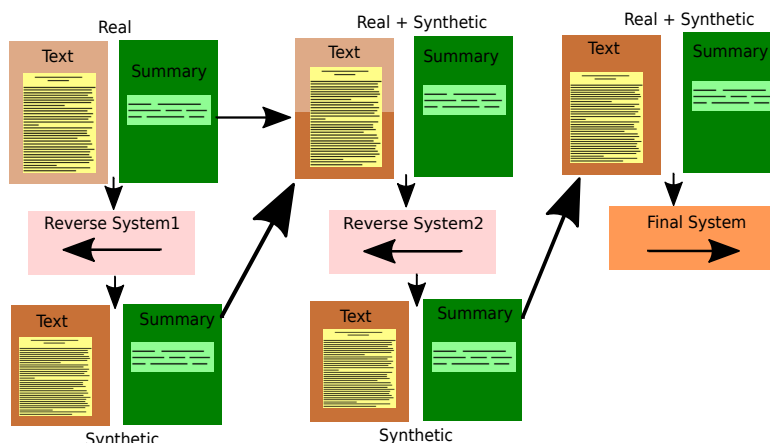 Real
Text
Summary
Reverse System1
Text
Summary
Synthetic
Real + Synthetic
Text
Summary
Reverse System2
Text
Summary
Synthetic
Real + Synthetic
Text
Summary
Final System